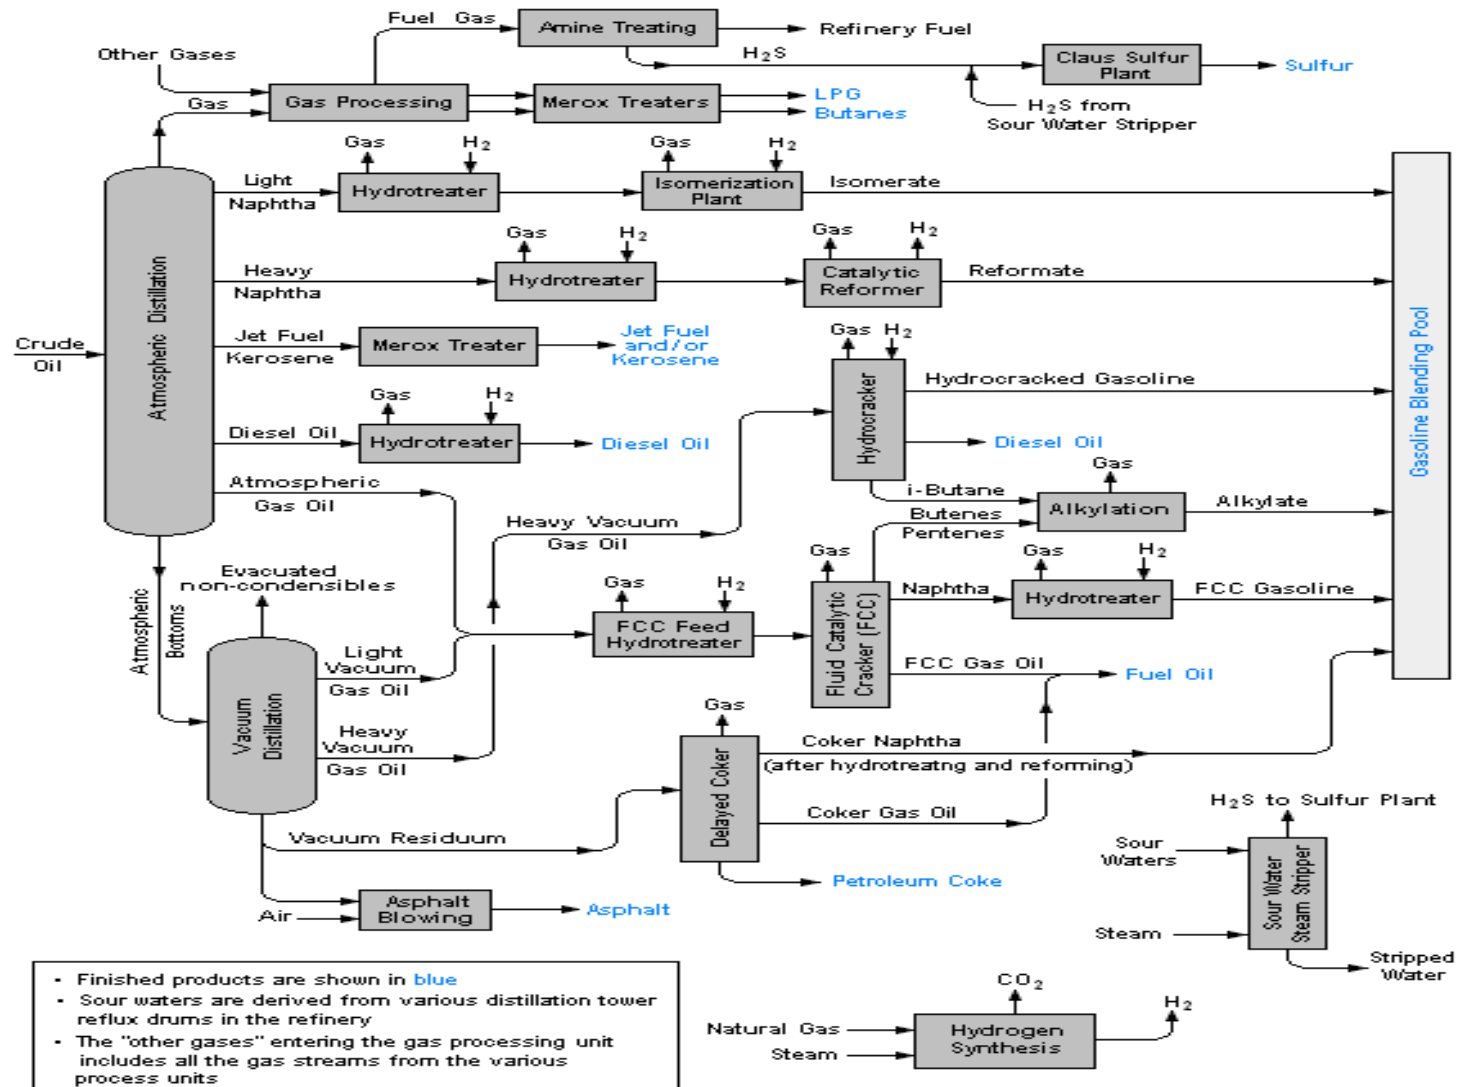 Fuel Gas
Amine Treating
Refinery Fuel
Other Gases
H2S
Claus Sulfur
Plant
Sulfur
Gas
Gas Processing
Merox Treaters
LPG
Butanes
H2S from
Sour Water Stripper
Gas
H2
Gas
H2
Light
Naphtha
Hydrotreater
Isomerization
Plant
Isomerate
Gas
H2
Gas
H2
Heavy
Naphtha
Hydrotreater
Catalytic
Reformer
Reformate
Crude
Oil
Atmospheric Distillation
Jet Fuel
Kerosene
Merox Treater
Jet Fuel
and/or
Kerosene
Gas
H2
Hydrocracker
Hydrocracked Gasoline
Gasoline Blending Pool
Gas
H2
Diesel Oil
Hydrotreater
Diesel Oil
Diesel Oil
Atmospheric
Gas Oil
i-Butane
Butenes
Pentenes
Gas
Alkylation
Alkylate
Heavy Vacuum
Gas Oil
Atmospheric
Bottoms
Evacuated
non-condensibles
Gas
H2
FCC Feed
Hydrotreater
Gas
Fluid Catalytic
Cracker (FCC)
Naphtha
Gas
H2
Hydrotreater
FCC Gasoline
FCC Gas Oil
Fuel Oil
Vacuum
Distillation
Light
Vacuum
Gas Oil
Heavy
Vacuum
Gas Oil
Gas
Delayed Coker
Coker Naphtha
(after hydrotreatng and reforming)
Coker Gas Oil
Petroleum Coke
Vacuum Residuum
Air
Asphalt
Blowing
Asphalt
H2S to Sulfur Plant
Sour
Waters
Sour Water
Steam Stripper
Steam
Stripped
Water
• Finished products are shown in blue
• Sour waters are derived from various distillation tower
reflux drums in the refinery
• The "other gases" entering the gas processing unit
includes all the gas streams from the various
process units
CO2
H2
Natural Gas
Steam
Hydrogen
Synthesis